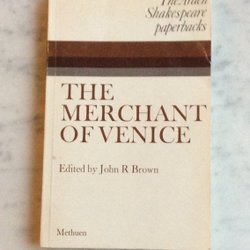 The Arden
Shakespeare
paperbacks
THE
MERCHANT
OF VENICE
Edited by John R Brown
Methuen